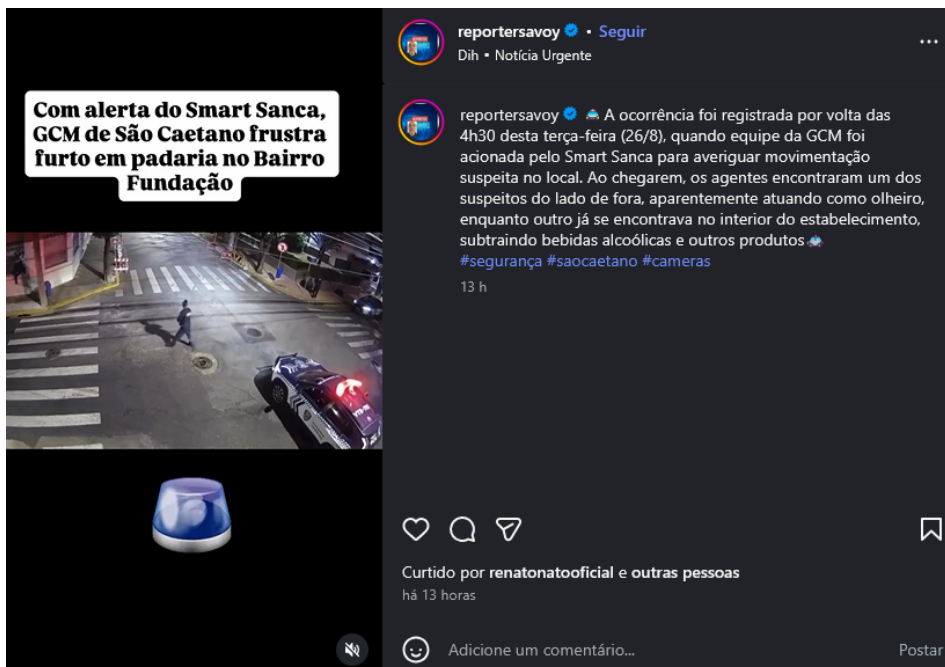 Com alerta do Smart Sanca,
GCM de São Caetano frustra
furto em padaria no Bairro
Fundação
reportersavoy • Seguir
Dih • Notícia Urgente
reportersavoy A ocorrência foi registrada por volta das
4h30 desta terça-feira (26/8), quando equipe da GCM foi
acionada pelo Smart Sanca para averiguar movimentação
suspeita no local. Ao chegarem, os agentes encontraram um dos
suspeitos do lado de fora, aparentemente atuando como olheiro,
enquanto outro já se encontrava no interior do estabelecimento,
subtraindo bebidas alcoólicas e outros produtos
#segurança #saocaetano #cameras
13 h
Curtido por renatonatooficial e outras pessoas
há 13 horas
Adicione um comentário...
Postar